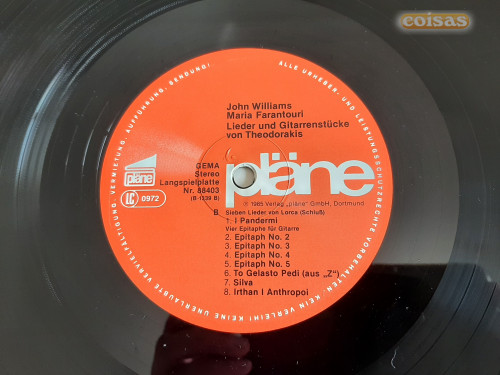 coisas
ALLE URHEBER- UND LEISTUNGSSCHUTZRECHTE VORBEHALTEN. KEIN VERLEIH! KEINE UNERLAUBTE VERVIELFÄLTIGUNG, VERMIETUNG, AUFFÜHRUNG, SENDUNG!
John Williams
Maria Farantouri
Lieder und Gitarrenstücke
von Theodorakis
GEMA
Stereo
Langspielplatte
Nr. 88403
(B-1239 B)
pläne
LC 0972
pläne
℗ 1985 Verlag „pläne" GmbH, Dortmund
B Sieben Lieder von Lorca (Schluß)
1. I Pandermi
Vier Epitaphe für Gitarre
2. Epitaph No. 2
3. Epitaph No. 3
4. Epitaph No. 4
5. Epitaph No. 5
6. To Gelasto Pedi (aus „Z")
7. Silva
8. Irthan I Anthropoi